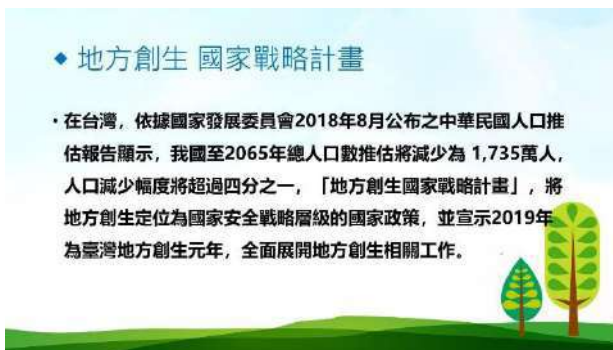 ◆ 地方創生 國家戰略計畫
• 在台灣，依據國家發展委員會2018年8月公布之中華民國人口推
估報告顯示，我國至2065年總人口數推估將減少為 1,735萬人，
人口減少幅度將超過四分之一，「地方創生國家戰略計畫」，將
地方創生定位為國家安全戰略層級的國家政策，並宣示2019年
為臺灣地方創生元年，全面展開地方創生相關工作。